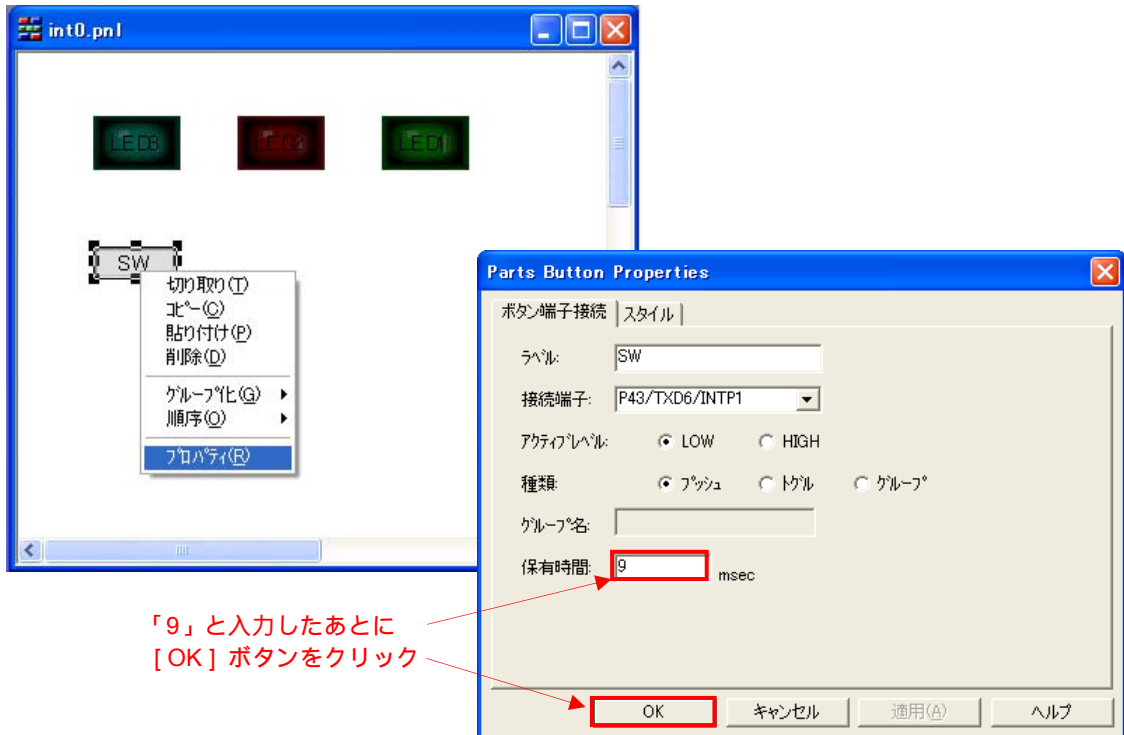 int0.pnl
LED3 LED2 LED1
SW
切り取り(T)
コピー(C)
貼り付け(P)
削除(D)
グループ化(G)
順序(O)
プロパティ(R)
Parts Button Properties
ボタン端子接続 スタイル
ラベル: SW
接続端子: P43/TXD6/INTP1
アクティブレベル: LOW HIGH
種類: プッシュ トグル グループ
グループ名:
保有時間: 9 msec
「9」と入力したあとに
[OK] ボタンをクリック
OK キャンセル 適用(A) ヘルプ